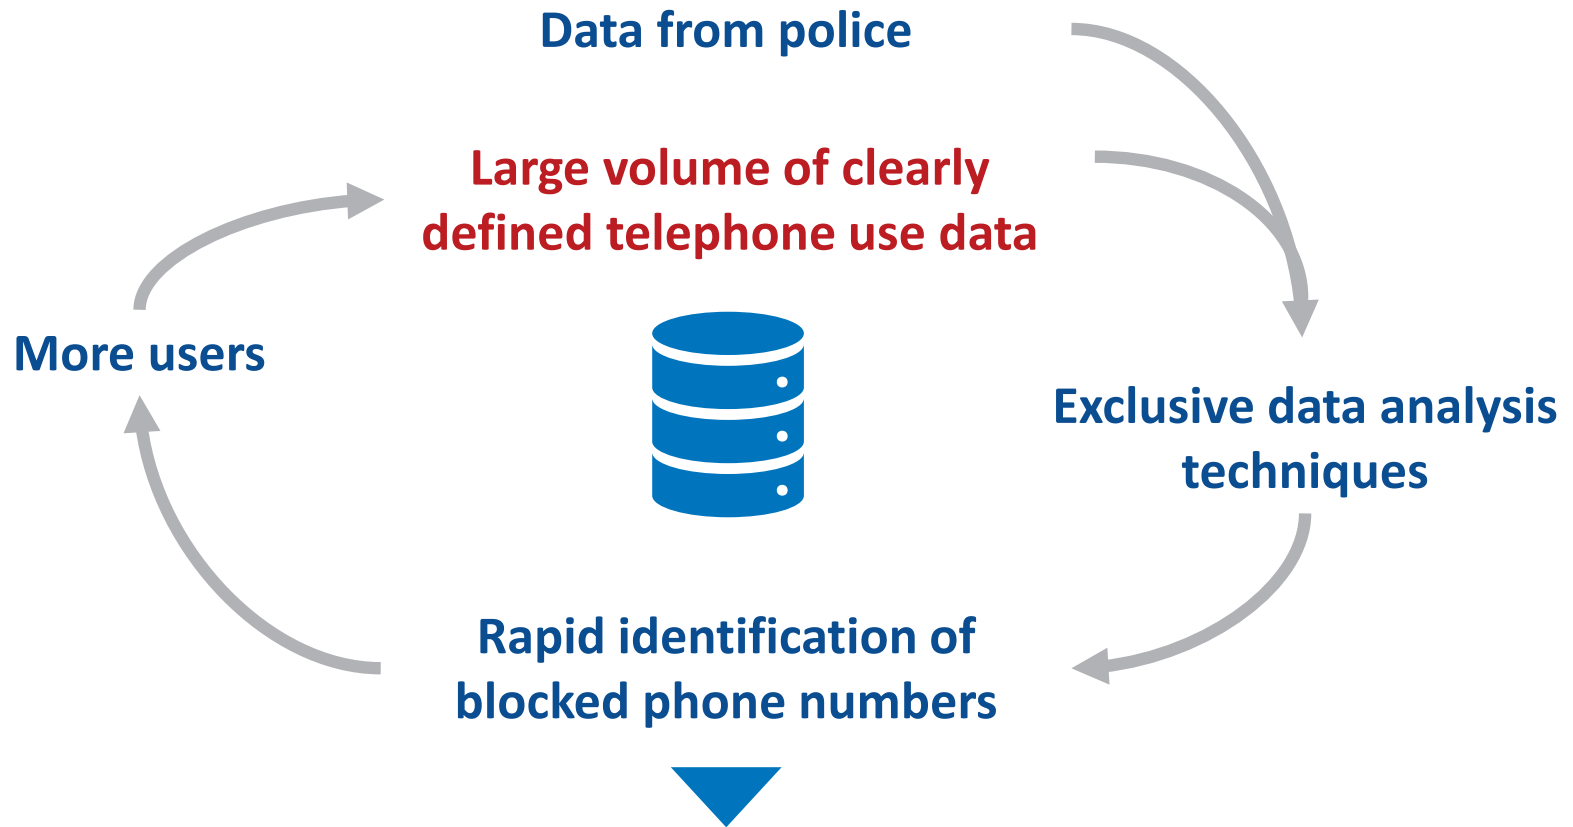 Data from police
Large volume of clearly
defined telephone use data
More users
Exclusive data analysis
techniques
Rapid identification of
blocked phone numbers